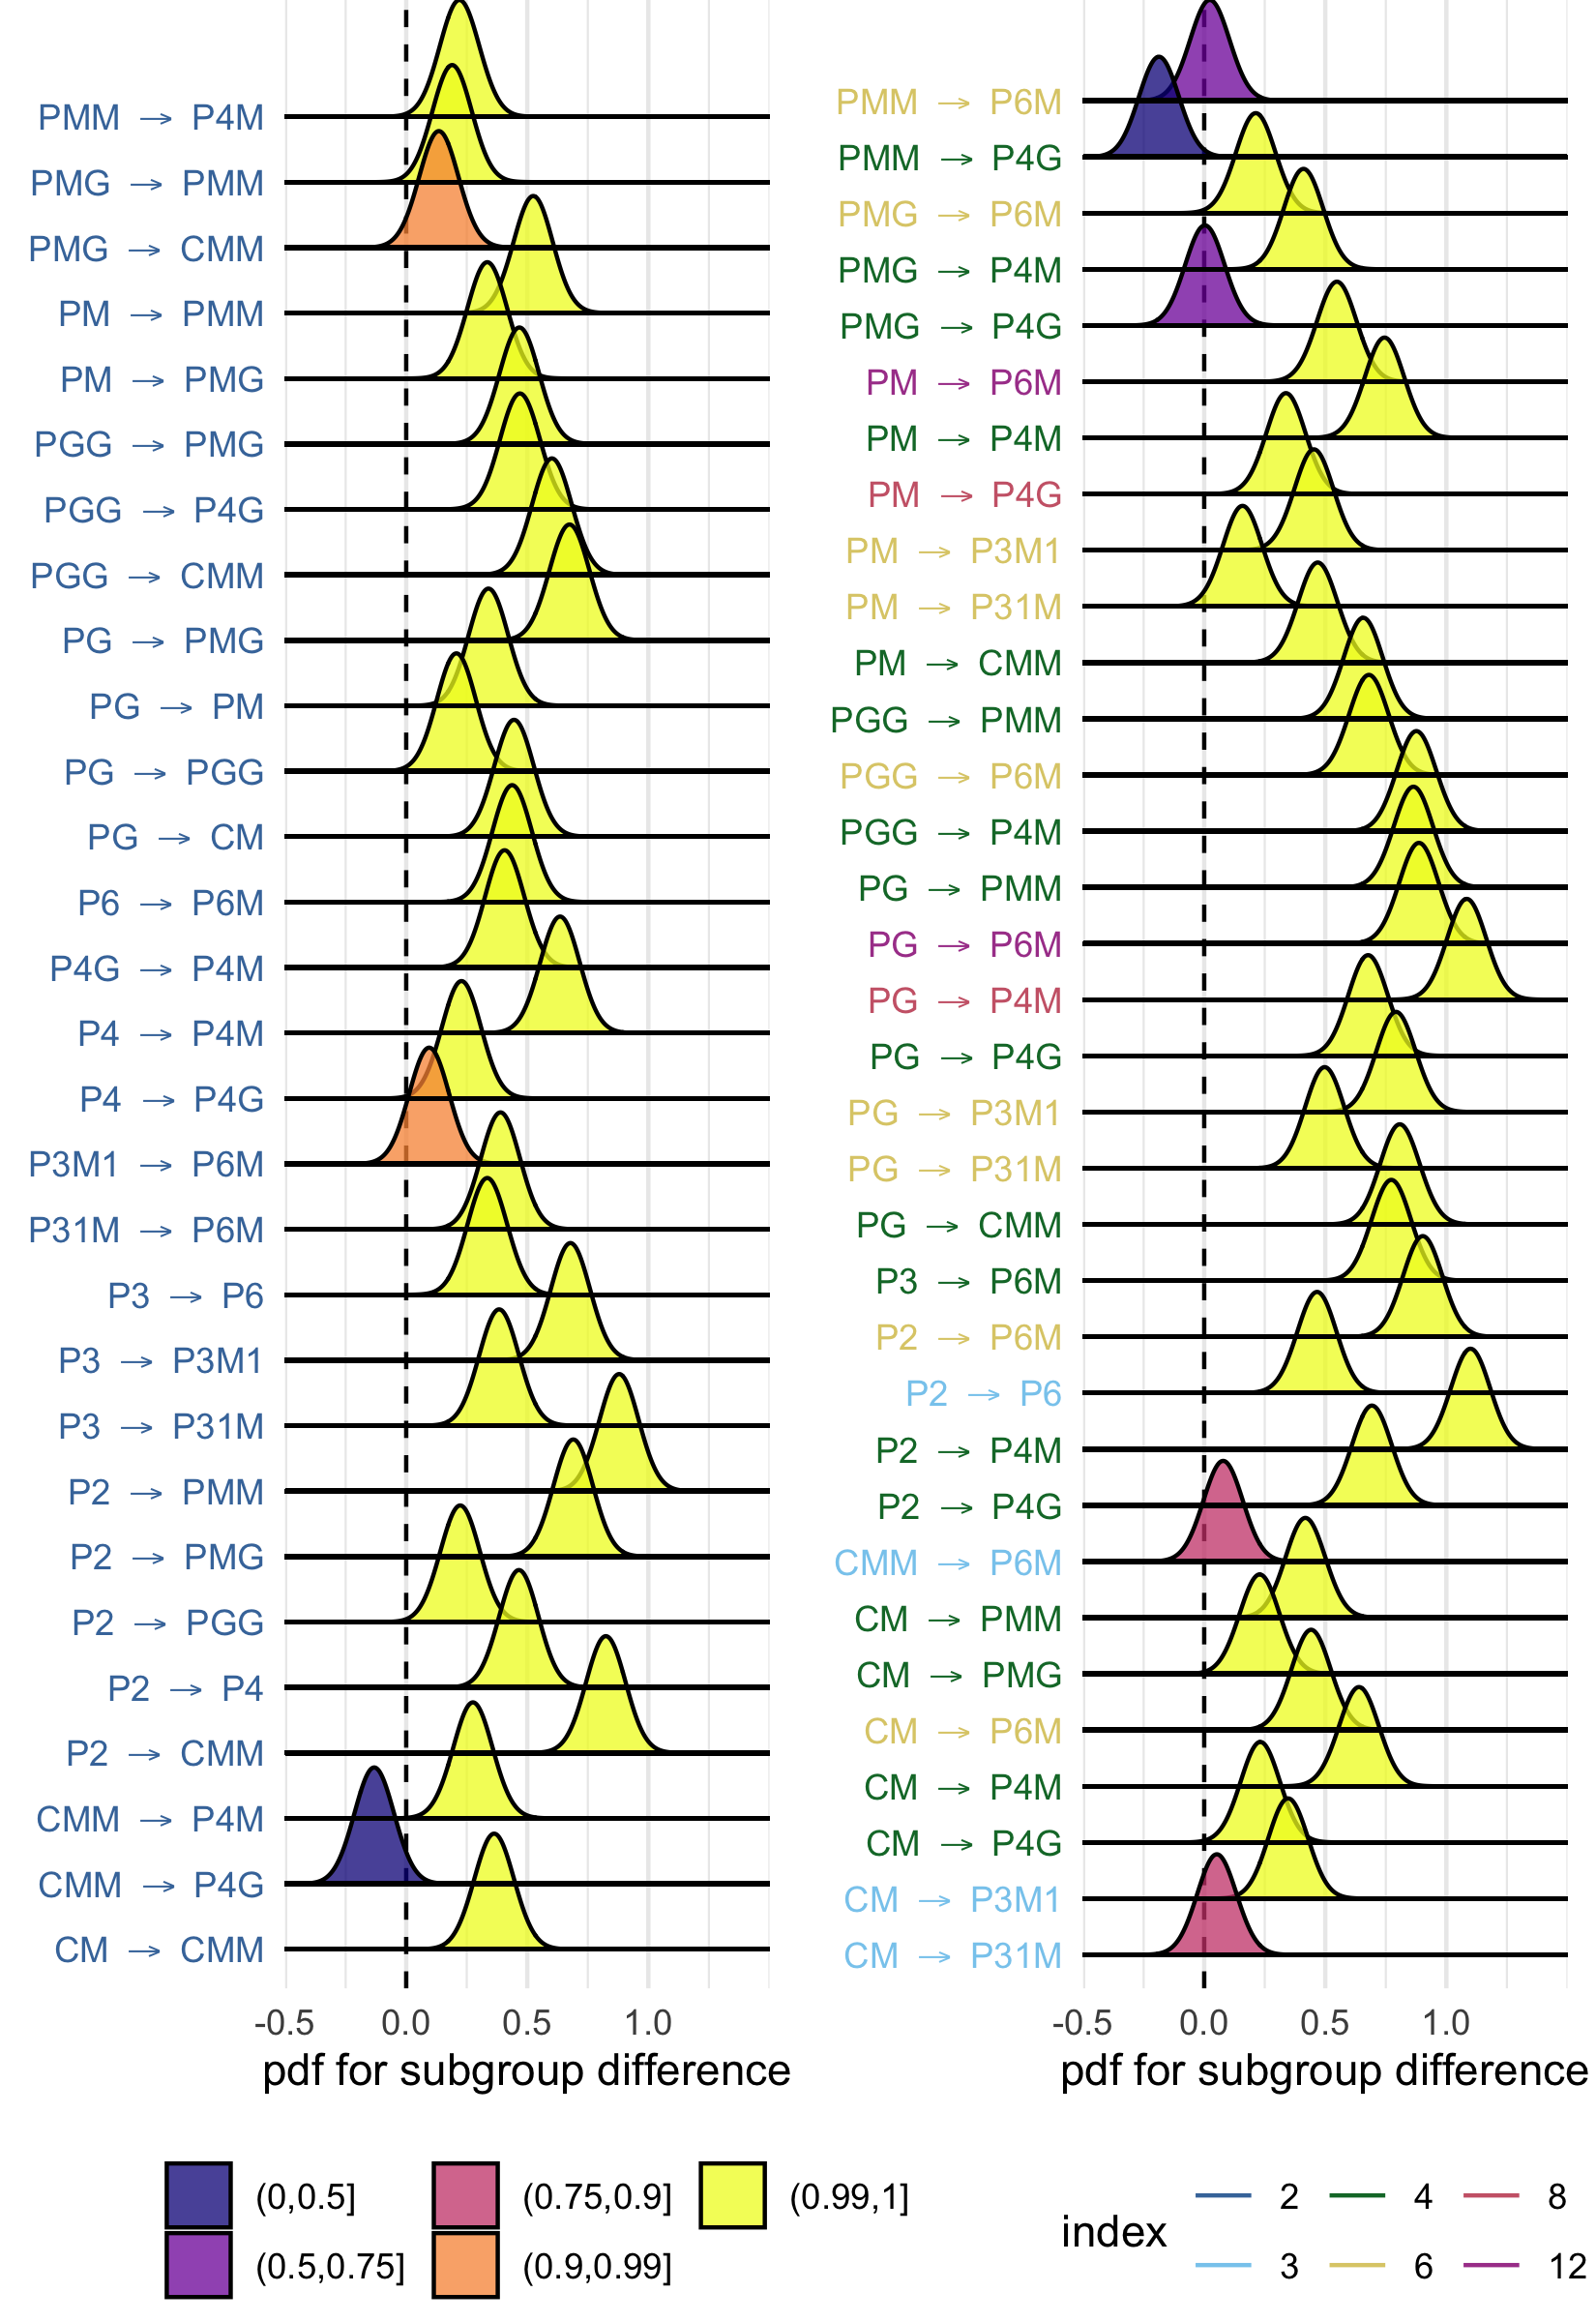 PMM → P4M
PMG → PMM
PMG → CMM
PM → PMM
PM → PMG
PGG → PMG
PGG → P4G
PGG → CMM
PG → PMG
PG → PM
PG → PGG
PG → CM
P6 → P6M
P4G → P4M
P4 → P4M
P4 → P4G
P3M1 → P6M
P31M → P6M
P3 → P6
P3 → P3M1
P3 → P31M
P2 → PMM
P2 → PMG
P2 → PGG
P2 → P4
P2 → CMM
CMM → P4M
CMM → P4G
CM → CMM
-0.5 0.0 0.5 1.0
pdf for subgroup difference
PMM → P6M
PMM → P4G
PMG → P6M
PMG → P4M
PMG → P4G
PM → P6M
PM → P4M
PM → P4G
PM → P3M1
PM → P31M
PM → CMM
PGG → PMM
PGG → P6M
PGG → P4M
PG → PMM
PG → P6M
PG → P4M
PG → P4G
PG → P3M1
PG → P31M
PG → CMM
P3 → P6M
P2 → P6M
P2 → P6
P2 → P4M
P2 → P4G
CMM → P6M
CM → PMM
CM → PMG
CM → P6M
CM → P4M
CM → P4G
CM → P3M1
CM → P31M
-0.5 0.0 0.5 1.0
pdf for subgroup difference
(0,0.5] (0.75,0.9] (0.99,1]
(0.5,0.75] (0.9,0.99]
index
2 4 8
3 6 12